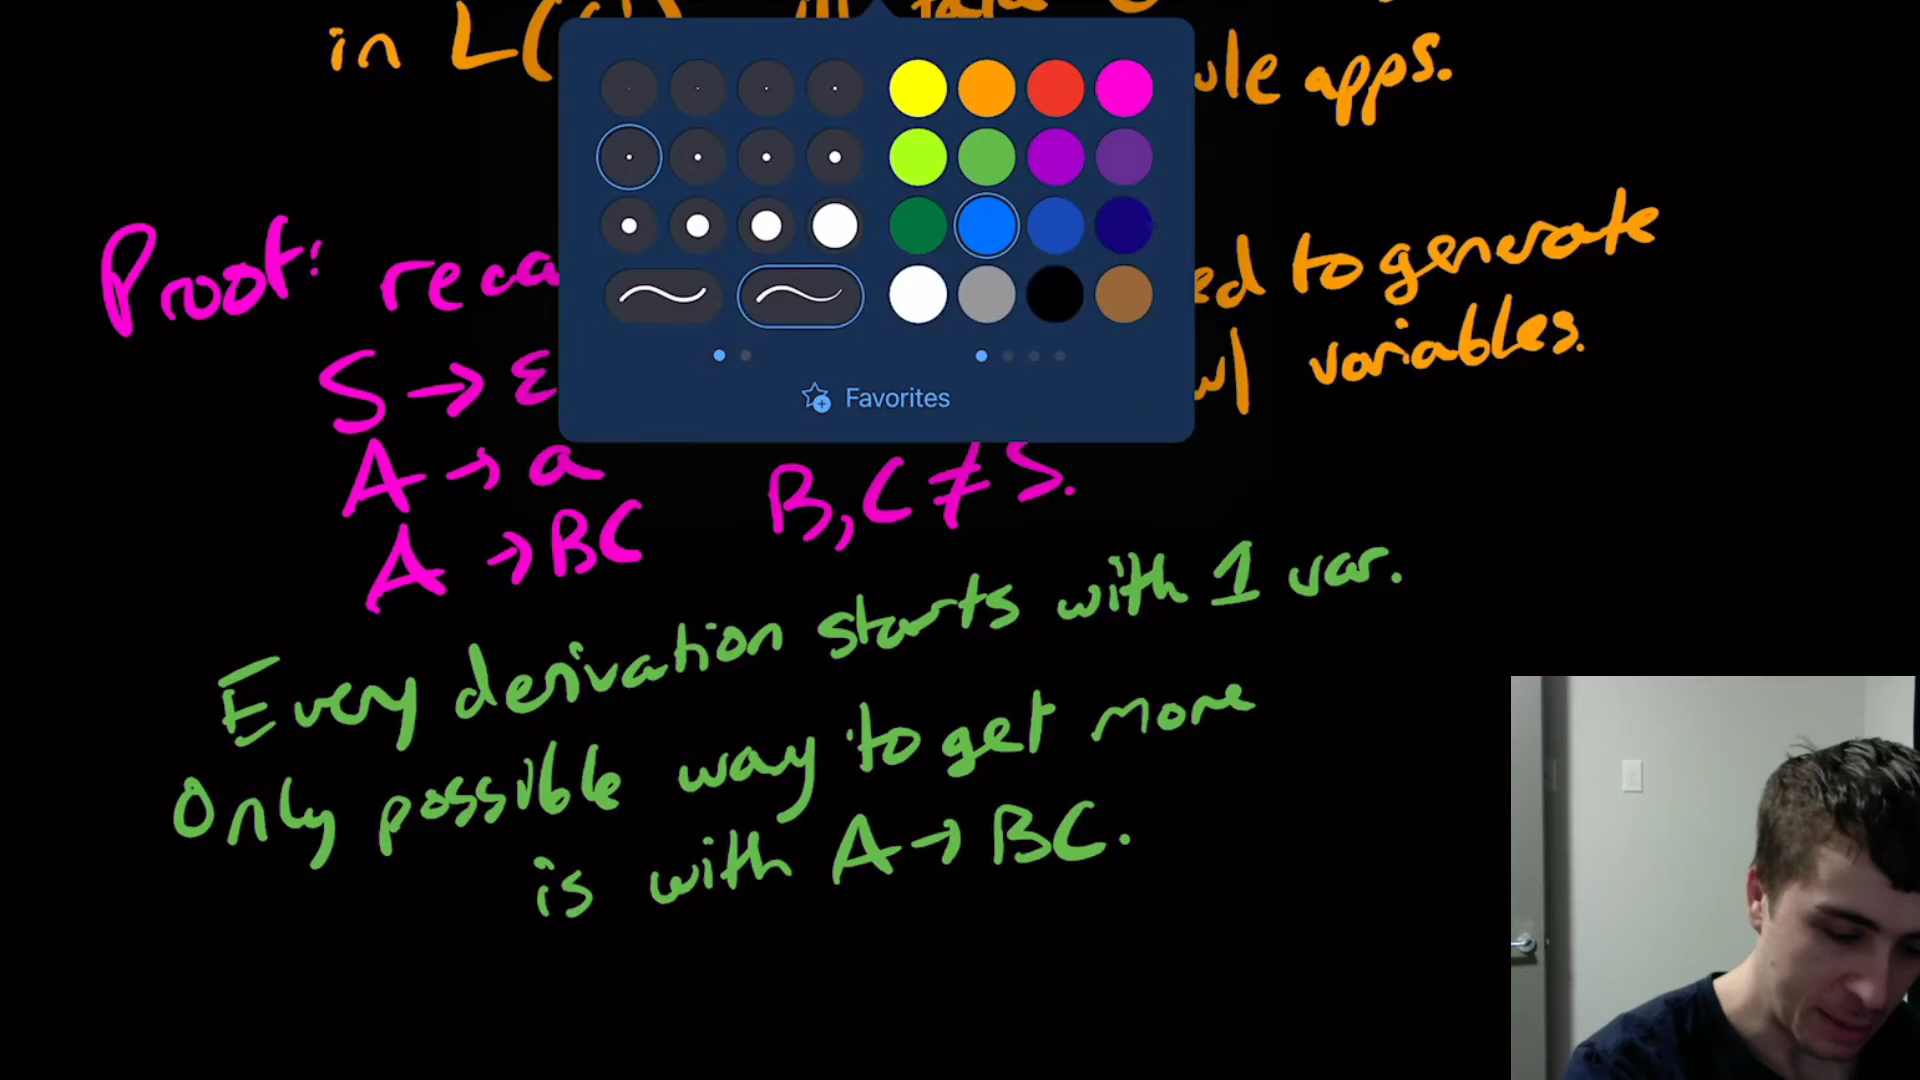 in L(
rule apps.
Proof: reca
ed to generate
S → ε
w/ variables.
A → a
B, C ≠ S.
A → BC
Every derivation starts with 1 var.
Only possible way to get more
is with A → BC.
Favorites